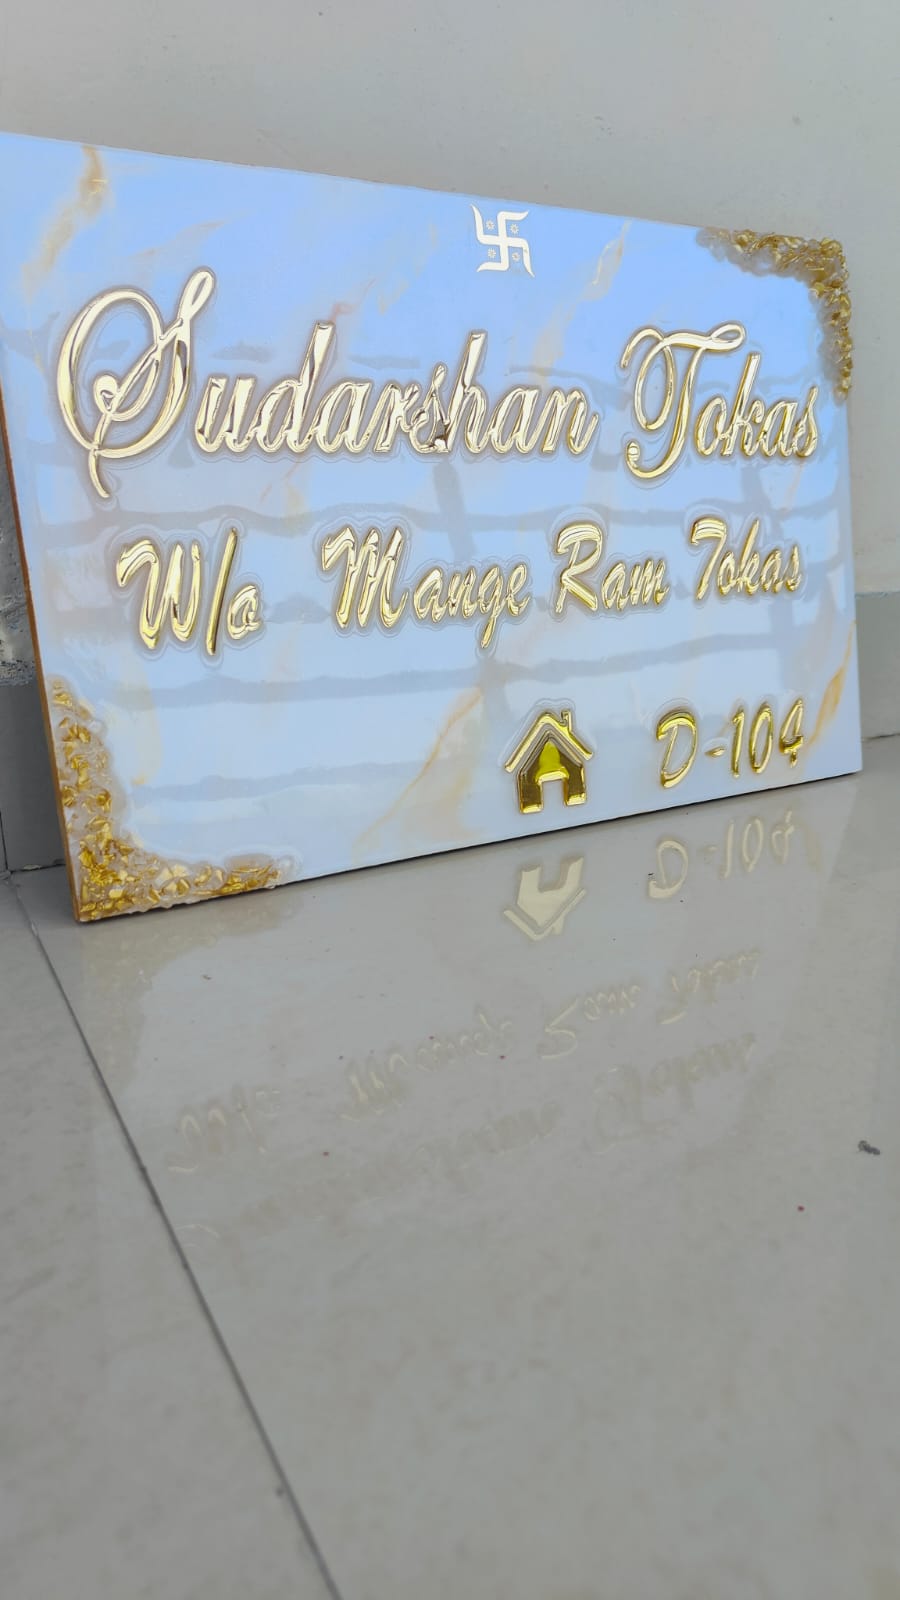 Sudarshan Tokas
W/o Mange Ram Tokas
D-104